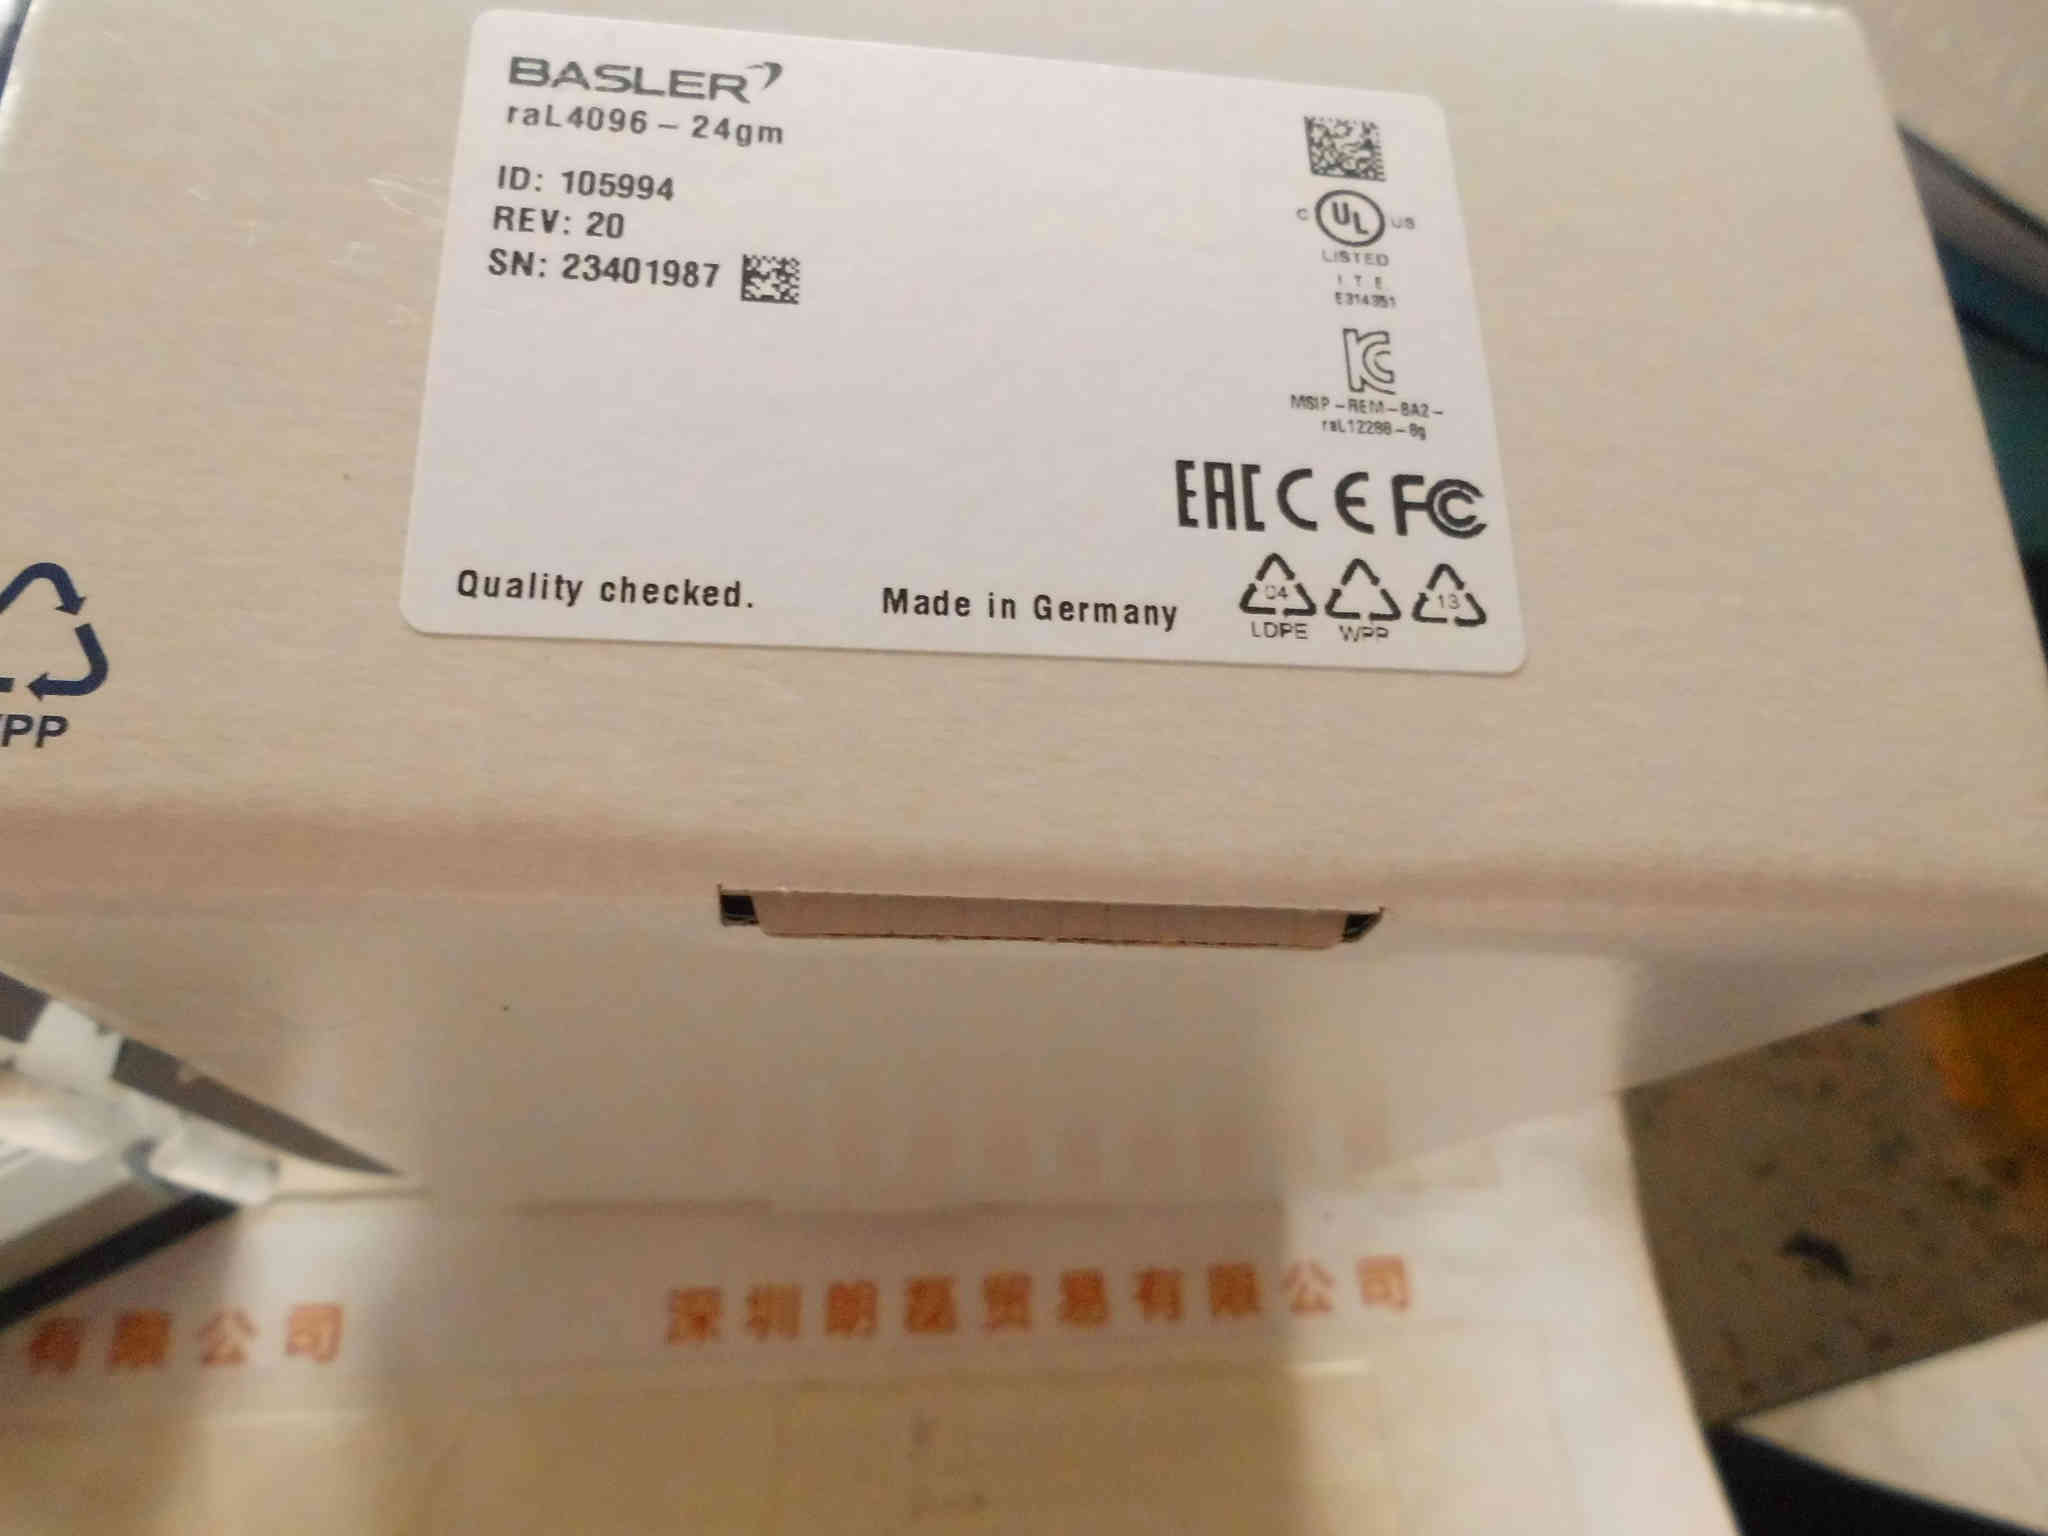 BASLER
raL4096 – 24gm
ID: 105994
REV: 20
SN: 23401987
C UL US
LISTED
I T E
E314351
MSIP – REM – BA2 –
raL12288 – 8g
EAC CE FC
04 13
LDPE WPP
Quality checked. Made in Germany
PP
有限公司 深圳朗磊贸易有限公司